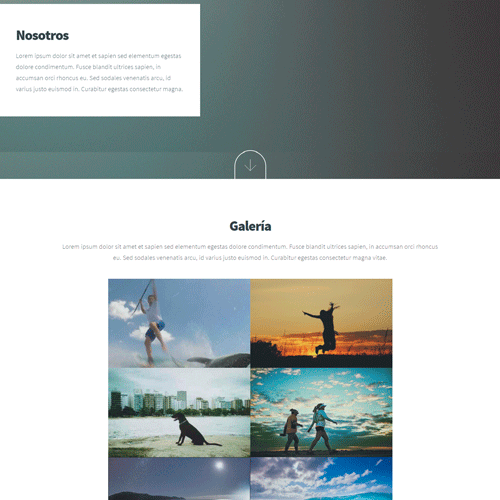 Nosotros
Lorem ipsum dolor sit amet et sapien sed elementum egestas
dolore condimentum. Fusce blandit ultrices sapien, in
accumsan orci rhoncus eu. Sed sodales venenatis arcu, id
varius justo euismod in. Curabitur egestas consectetur magna.
Galería
Lorem ipsum dolor sit amet et sapien sed elementum egestas dolore condimentum. Fusce blandit ultrices sapien, in accumsan orci rhoncus
eu. Sed sodales venenatis arcu, id varius justo euismod in. Curabitur egestas consectetur magna vitae.